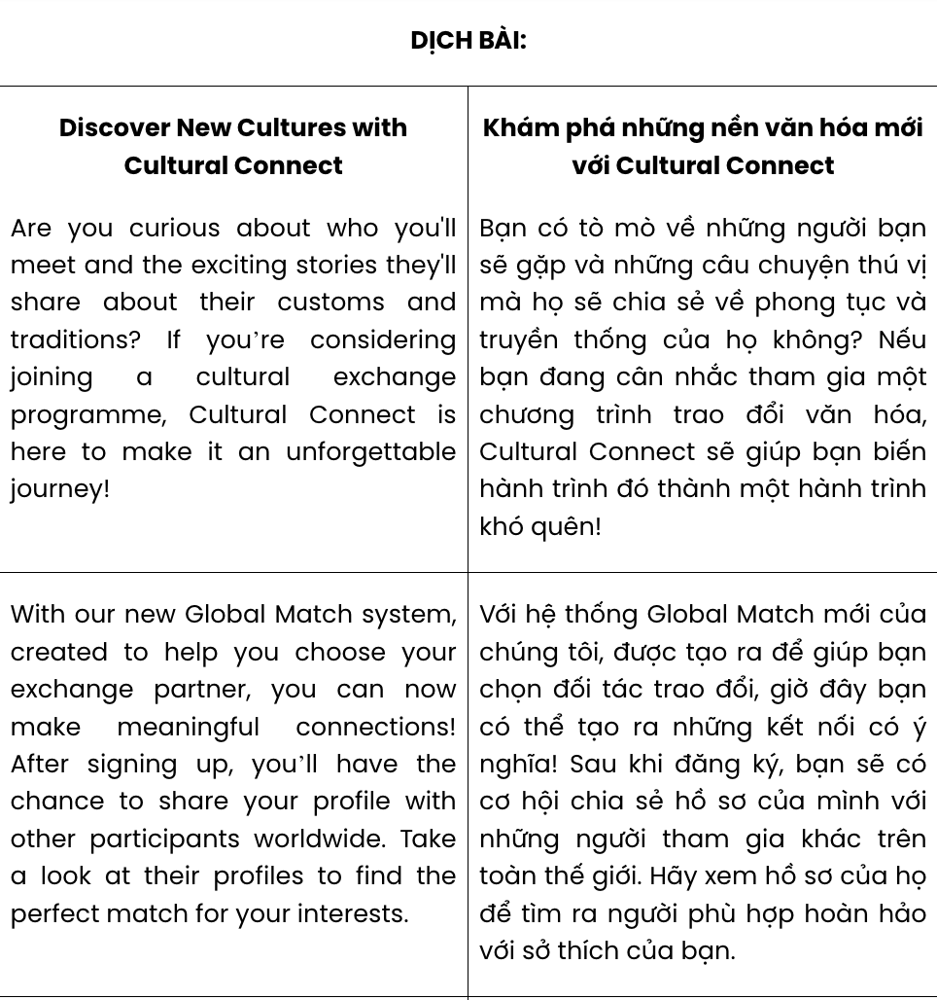 DỊCH BÀI:
Discover New Cultures with
Cultural Connect
Are you curious about who you'll
meet and the exciting stories they'll
share about their customs and
traditions? If you’re considering
joining a cultural exchange
programme, Cultural Connect is
here to make it an unforgettable
journey!
Khám phá những nền văn hóa mới
với Cultural Connect
Bạn có tò mò về những người bạn
sẽ gặp và những câu chuyện thú vị
mà họ sẽ chia sẻ về phong tục và
truyền thống của họ không? Nếu
bạn đang cân nhắc tham gia một
chương trình trao đổi văn hóa,
Cultural Connect sẽ giúp bạn biến
hành trình đó thành một hành trình
khó quên!
With our new Global Match system,
created to help you choose your
exchange partner, you can now
make meaningful connections!
After signing up, you’ll have the
chance to share your profile with
other participants worldwide. Take
a look at their profiles to find the
perfect match for your interests.
Với hệ thống Global Match mới của
chúng tôi, được tạo ra để giúp bạn
chọn đối tác trao đổi, giờ đây bạn
có thể tạo ra những kết nối có ý
nghĩa! Sau khi đăng ký, bạn sẽ có
cơ hội chia sẻ hồ sơ của mình với
những người tham gia khác trên
toàn thế giới. Hãy xem hồ sơ của họ
để tìm ra người phù hợp hoàn hảo
với sở thích của bạn.